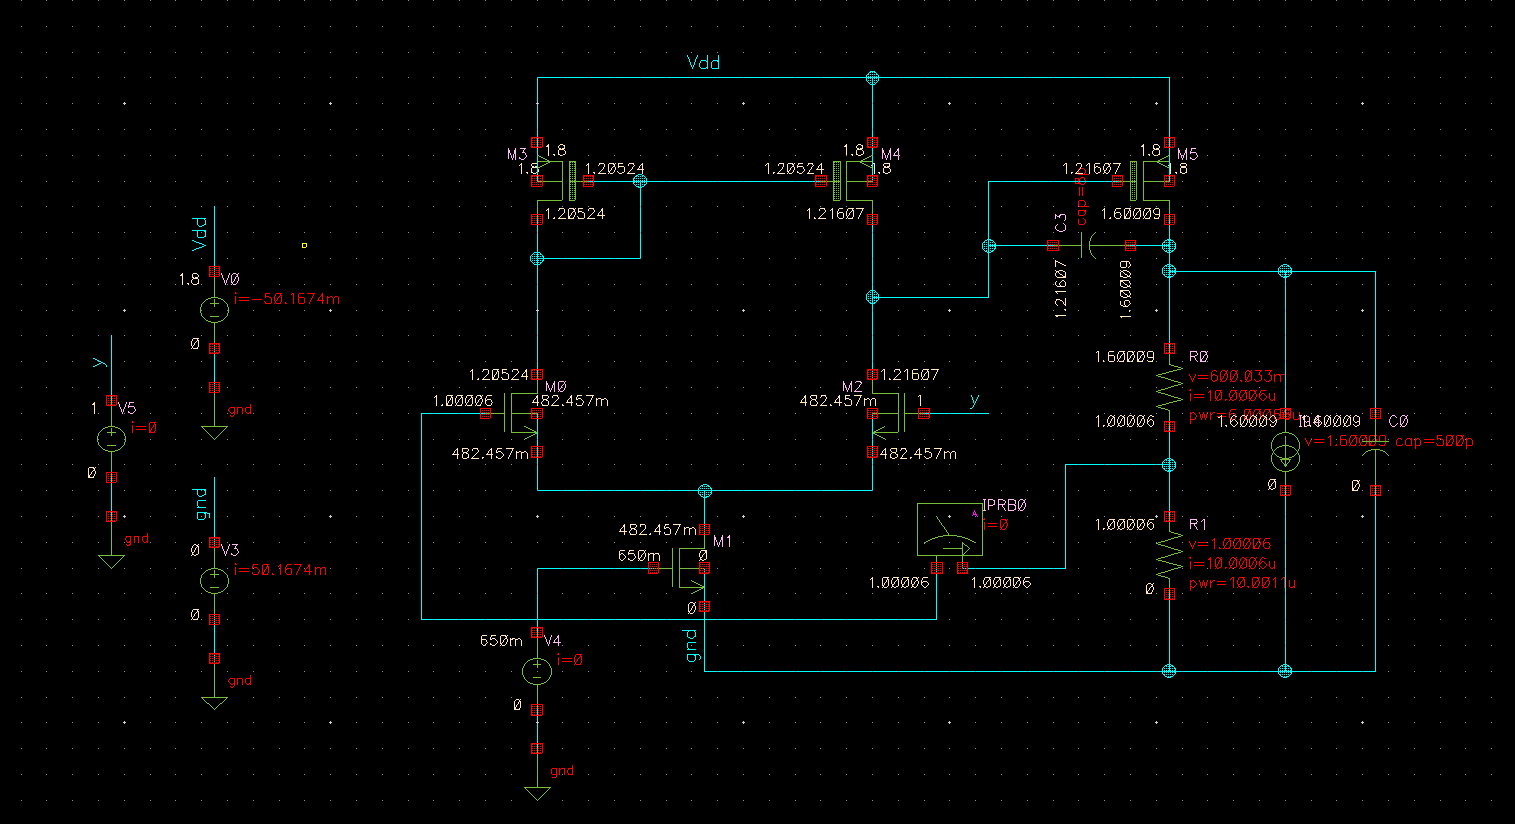 Vdd
M3
1.8
1.8
1.20524
1.20524
1.20524
1.8
M4
1.8
1.21607
1.8
M5
1.8
1.21607
1.60009
C3
1.21607
1.60009
Vdd
1.8
V0
i=-50.1674m
0
gnd
y
1
V5
i=0
0
gnd
gnd
0
V3
i=50.1674m
0
gnd
1.20524
M0
1.00006
482.457m
482.457m
1.21607
M2
482.457m
1
y
482.457m
482.457m
M1
650m
0
0
gnd
650m
V4
i=0
0
gnd
IPRB0
i=0
1.00006
1.00006
1.60009
R0
v=600.033m
i=10.0006u
1.00006
1.00006
R1
v=1.00006
i=10.0006u
pwr=10.0011u
0
1.60009
v=1.60009
0
1.60009
C0
cap=500p
0